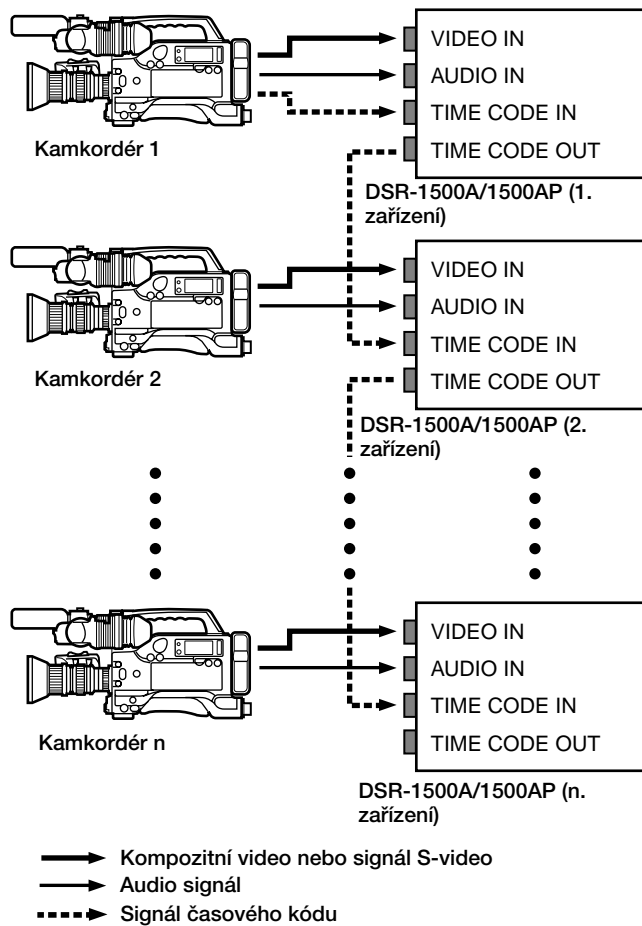 VIDEO IN
AUDIO IN
TIME CODE IN
TIME CODE OUT
Kamkordér 1
DSR-1500A/1500AP (1.
zařízení)
VIDEO IN
AUDIO IN
TIME CODE IN
TIME CODE OUT
Kamkordér 2
DSR-1500A/1500AP (2.
zařízení)
VIDEO IN
AUDIO IN
TIME CODE IN
TIME CODE OUT
Kamkordér n
DSR-1500A/1500AP (n.
zařízení)
Kompozitní video nebo signál S-video
Audio signál
Signál časového kódu